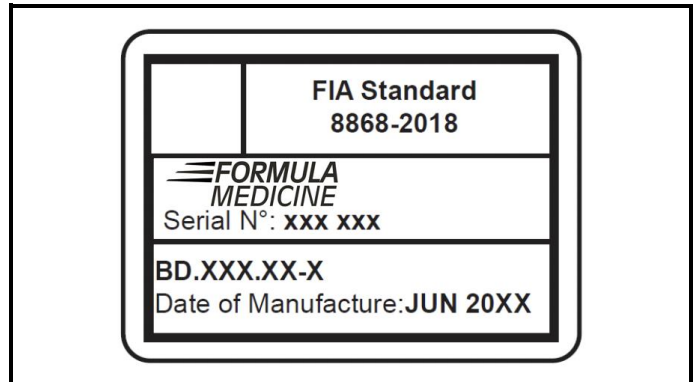 FIA Standard
8868-2018
FORMULA
MEDICINE
Serial N°: xxx xxx
BD.XXX.XX-X
Date of Manufacture:JUN 20XX